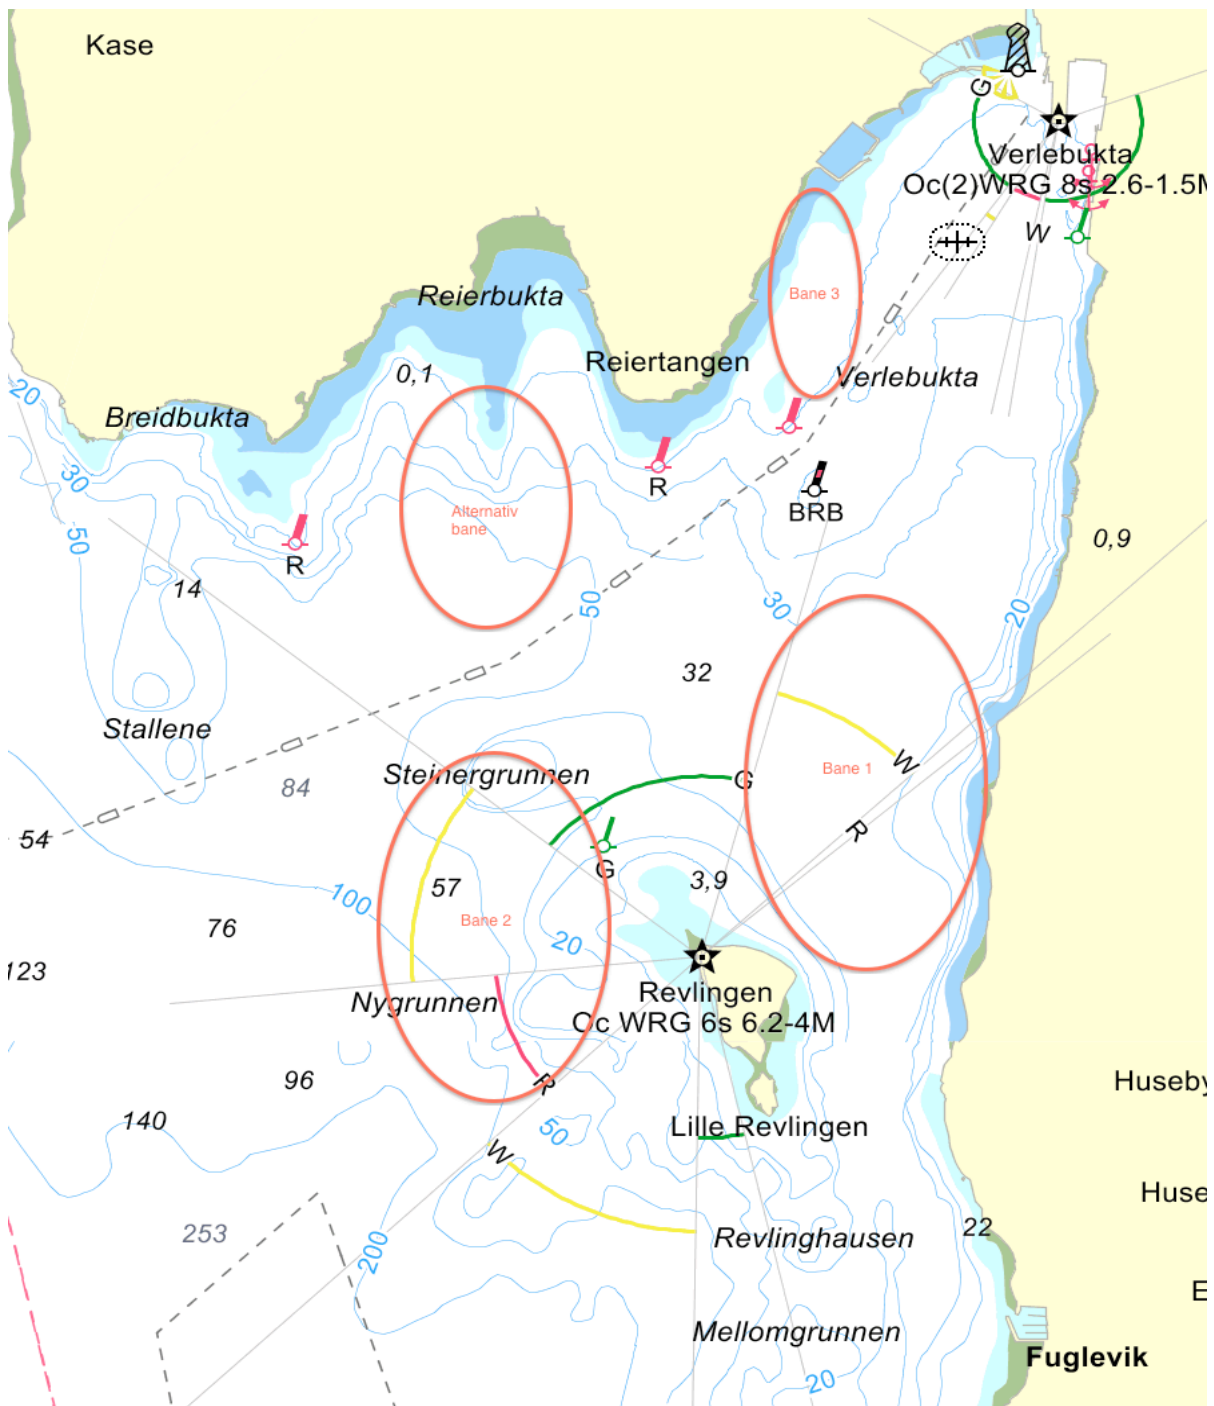 Kase
G
Verlebukta
Oc(2)WRG 8s 2.6-1.5M
W
Reierbukta
Bane 3
Reiertangen
0,1
Verlebukta
20
Breidbukta
30
R
BRB
Alternativ
bane
50
R
0,9
14
50
30
20
32
Stallene
W
Bane 1
Steinergrunnen
G
84
R
54
G
57
3,9
100
Bane 2
76
20
123
Revlingen
Nygrunnen
Oc WRG 6s 6.2-4M
96
R
Huseby
140
50
Lille Revlingen
W
Huse
253
200
Revlinghausen
22
E
Mellomgrunnen
Fuglevik
20